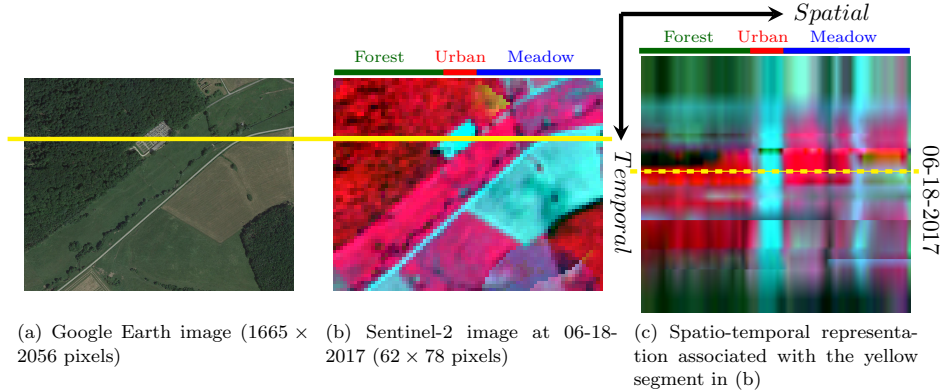 Spatial
Forest Urban Meadow
Forest Urban Meadow
Temporal
06-18-2017
(a) Google Earth image (1665 ×
2056 pixels)
(b) Sentinel-2 image at 06-18-
2017 (62 × 78 pixels)
(c) Spatio-temporal representa-
tion associated with the yellow
segment in (b)